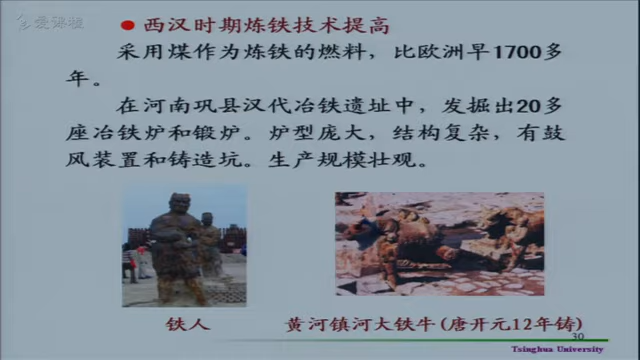 爱课程
西汉时期炼铁技术提高
采用煤作为炼铁的燃料，比欧洲早1700多
年。
在河南巩县汉代冶铁遗址中，发掘出20多
座冶铁炉和锻炉。炉型庞大，结构复杂，有鼓
风装置和铸造坑。生产规模壮观。
铁人
黄河镇河大铁牛(唐开元12年铸)
30
Tsinghua University